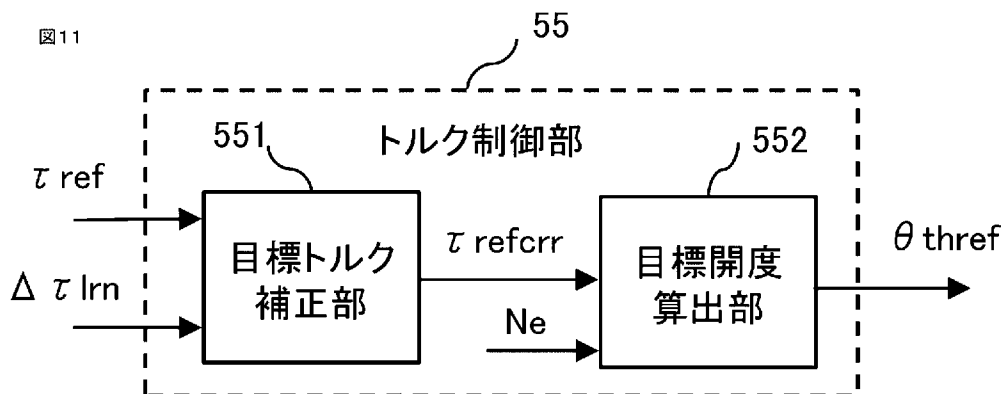 図11
55
トルク制御部
551
552
τ ref
Δ τ lrn
目標トルク
補正部
τ refcrr
Ne
目標開度
算出部
θ thref